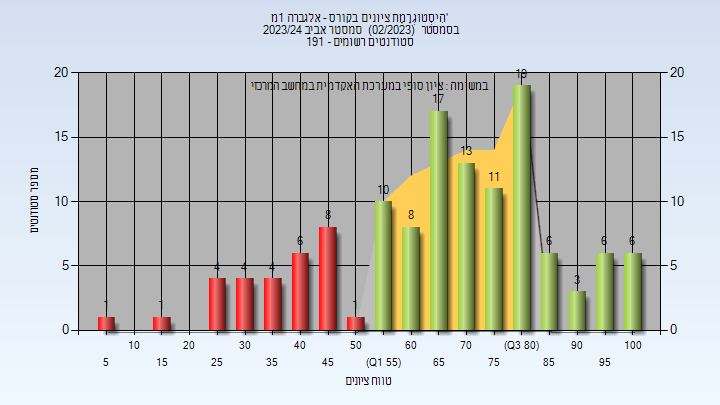 היסטוגרמת ציונים בקורס - אלגברה 1מ'
בסמסטר (02/2023) סמסטר אביב 2023/24
סטודנטים רשומים - 191
במשימה : ציון סופי במערכת האקדמית במחשב המרכזי
מספר סטודנטים
20 20
15 15
10 10
5 5
0 0
1 1 4 4 4 6 8 1 10 8 17 13 11 19 6 3 6 6
10 20 30 40 50 60 70 (Q3 80) 90 100
5 15 25 35 45 (Q1 55) 65 75 85 95
טווח ציונים